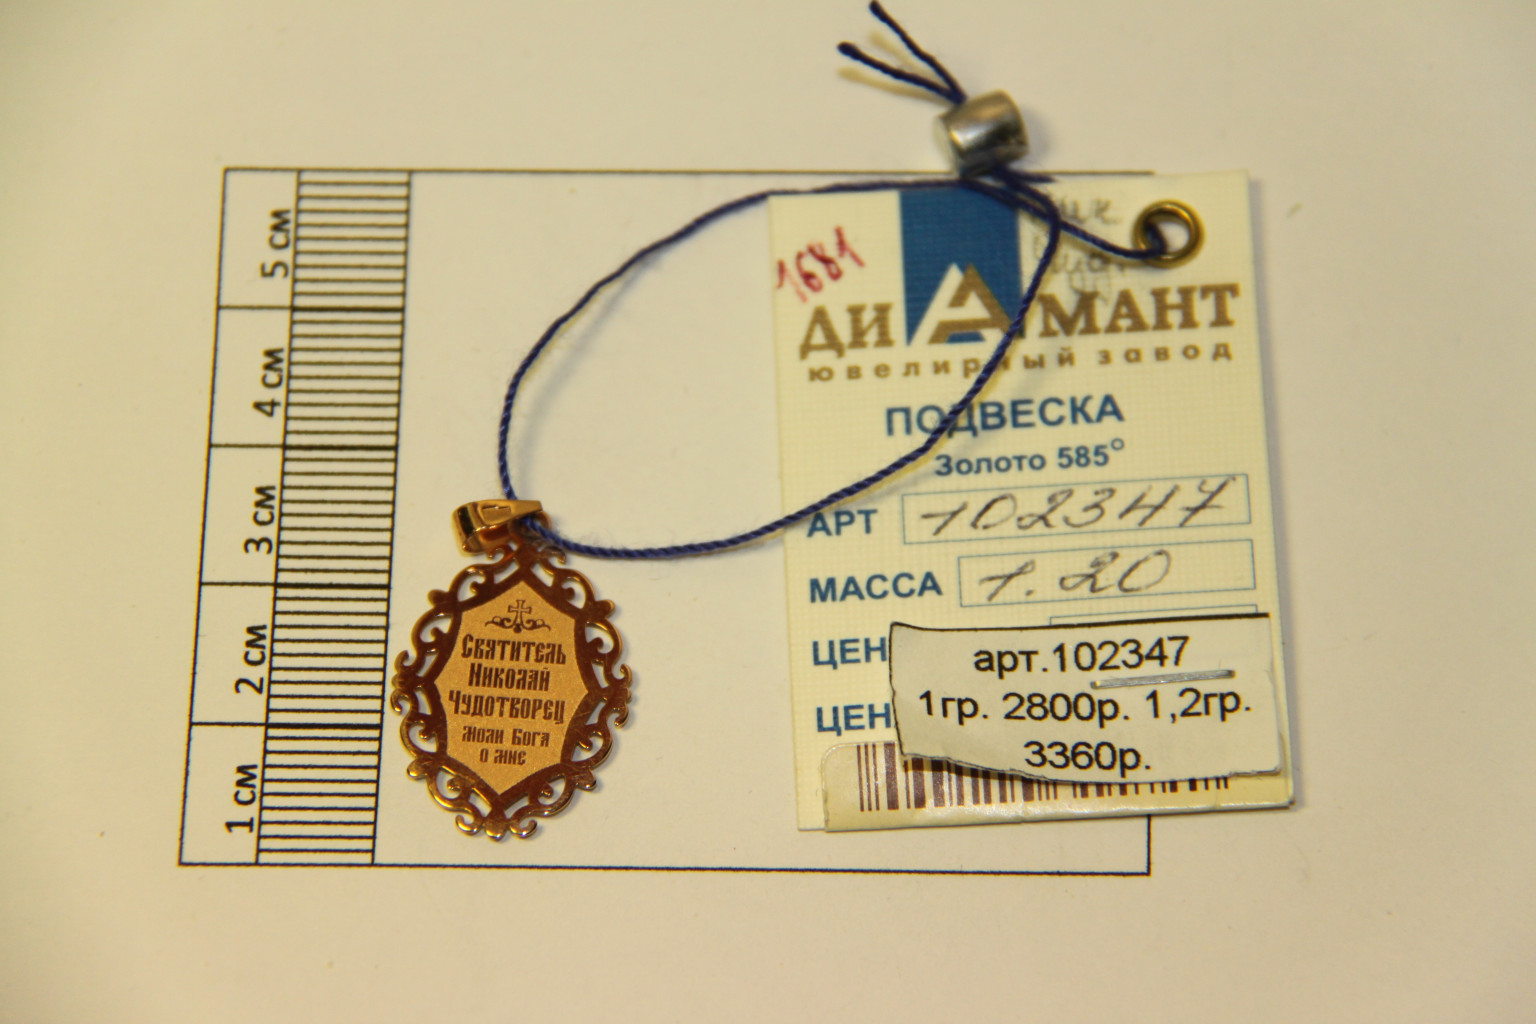 5 см
4 см
3 см
2 см
1 см
1681
ДИАМАНТ
ювелирный завод
ПОДВЕСКА
Золото 585°
АРТ 102347
МАССА 1.20
ЦЕН
ЦЕН
арт.102347
1гр. 2800р. 1,2гр.
3360р.
Святитель
Николай
Чудотворец
моли Бога
о мне